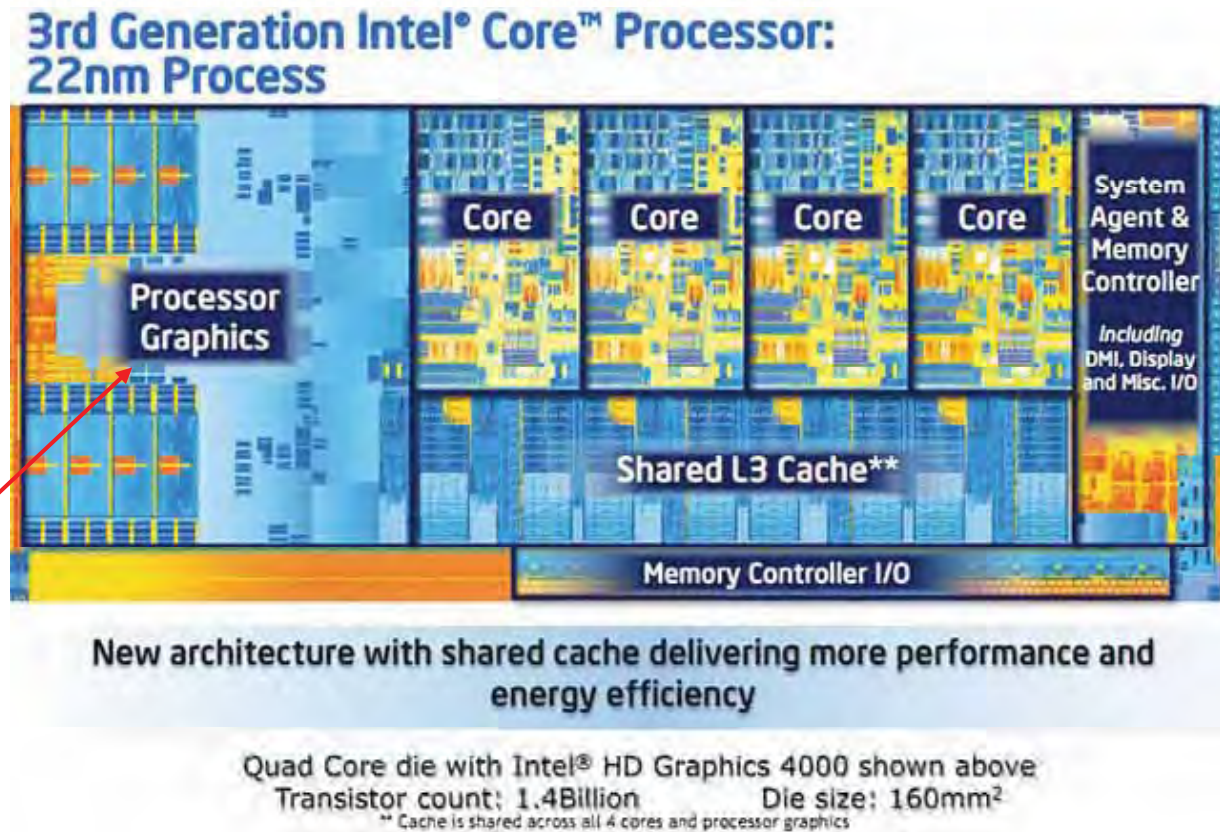 3rd Generation Intel® Core™ Processor:
22nm Process
Processor
Graphics
Core
Core
Core
Core
System
Agent &
Memory
Controller
Including
DMI, Display
and Misc. I/O
Shared L3 Cache**
Memory Controller I/O
New architecture with shared cache delivering more performance and
energy efficiency
Quad Core die with Intel® HD Graphics 4000 shown above
Transistor count: 1.4Billion Die size: 160mm²
** Cache is shared across all 4 cores and processor graphics